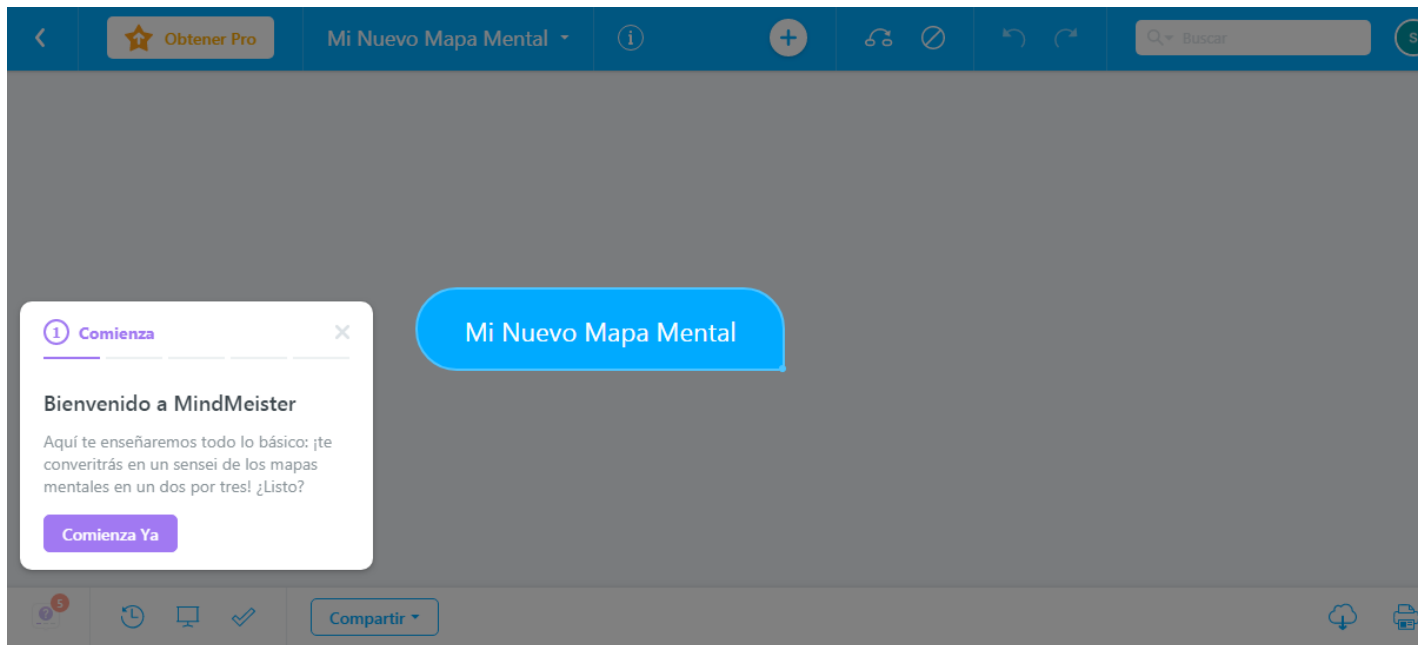 Obtener Pro
Mi Nuevo Mapa Mental
Buscar
S
Mi Nuevo Mapa Mental
1 Comienza
Bienvenido a MindMeister
Aquí te enseñaremos todo lo básico: ¡te
converitrás en un sensei de los mapas
mentales en un dos por tres! ¿Listo?
Comienza Ya
5
Compartir